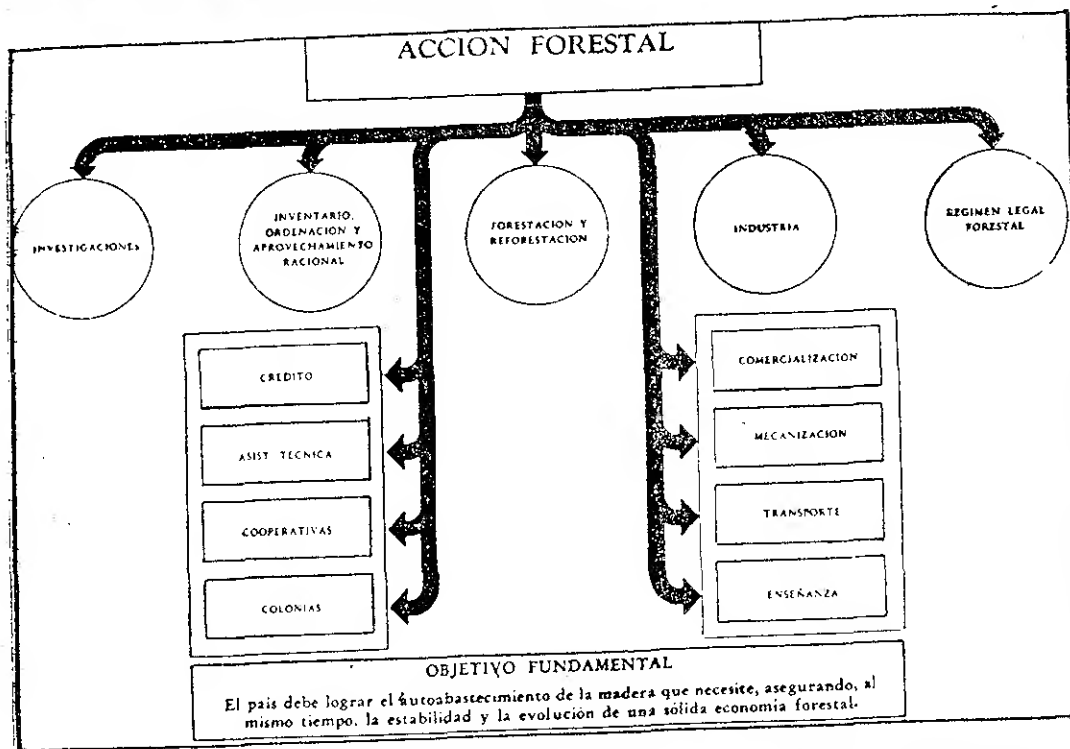 ACCION FORESTAL
INVESTIGACIONES
INVENTARIO,
ORDENACION Y
APROVECHAMIENTO
RACIONAL
FORESTACION Y
REFORESTACION
INDUSTRIA
REGIMEN LEGAL
FORESTAL
CREDITO
ASIST TECNICA
COOPERATIVAS
COLONIAS
COMERCIALIZACION
MECANIZACION
TRANSPORTE
ENSEÑANZA
OBJETIVO FUNDAMENTAL
El país debe lograr el autoabastecimiento de la madera que necesite, asegurando, al
mismo tiempo, la estabilidad y la evolución de una sólida economía forestal.